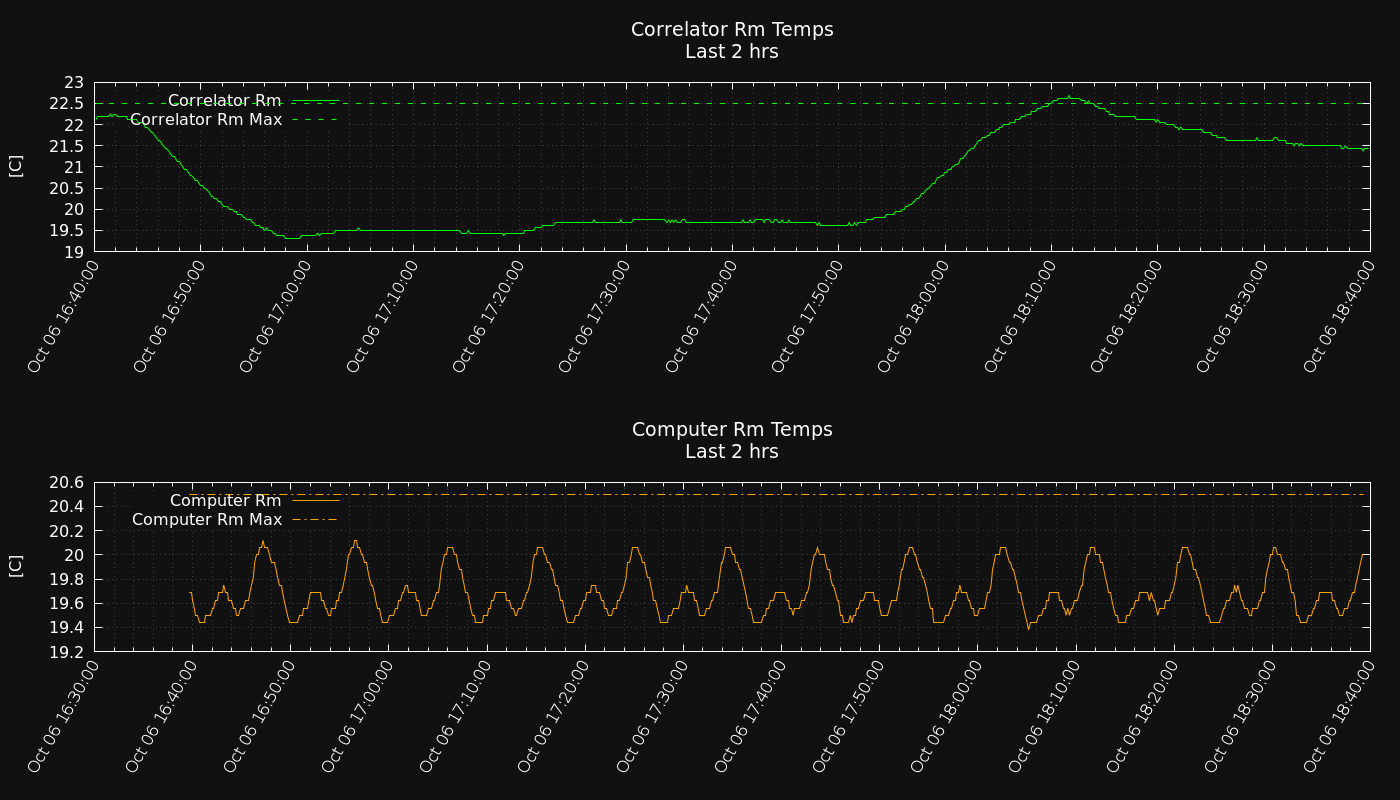 Correlator Rm Temps
Last 2 hrs
23
22.5
22
21.5
21
20.5
20
19.5
19
[C]
Correlator Rm
Correlator Rm Max
Oct 06 16:40:00
Oct 06 16:50:00
Oct 06 17:00:00
Oct 06 17:10:00
Oct 06 17:20:00
Oct 06 17:30:00
Oct 06 17:40:00
Oct 06 17:50:00
Oct 06 18:00:00
Oct 06 18:10:00
Oct 06 18:20:00
Oct 06 18:30:00
Oct 06 18:40:00
Computer Rm Temps
Last 2 hrs
20.6
20.4
20.2
20
19.8
19.6
19.4
19.2
[C]
Computer Rm
Computer Rm Max
Oct 06 16:30:00
Oct 06 16:40:00
Oct 06 16:50:00
Oct 06 17:00:00
Oct 06 17:10:00
Oct 06 17:20:00
Oct 06 17:30:00
Oct 06 17:40:00
Oct 06 17:50:00
Oct 06 18:00:00
Oct 06 18:10:00
Oct 06 18:20:00
Oct 06 18:30:00
Oct 06 18:40:00